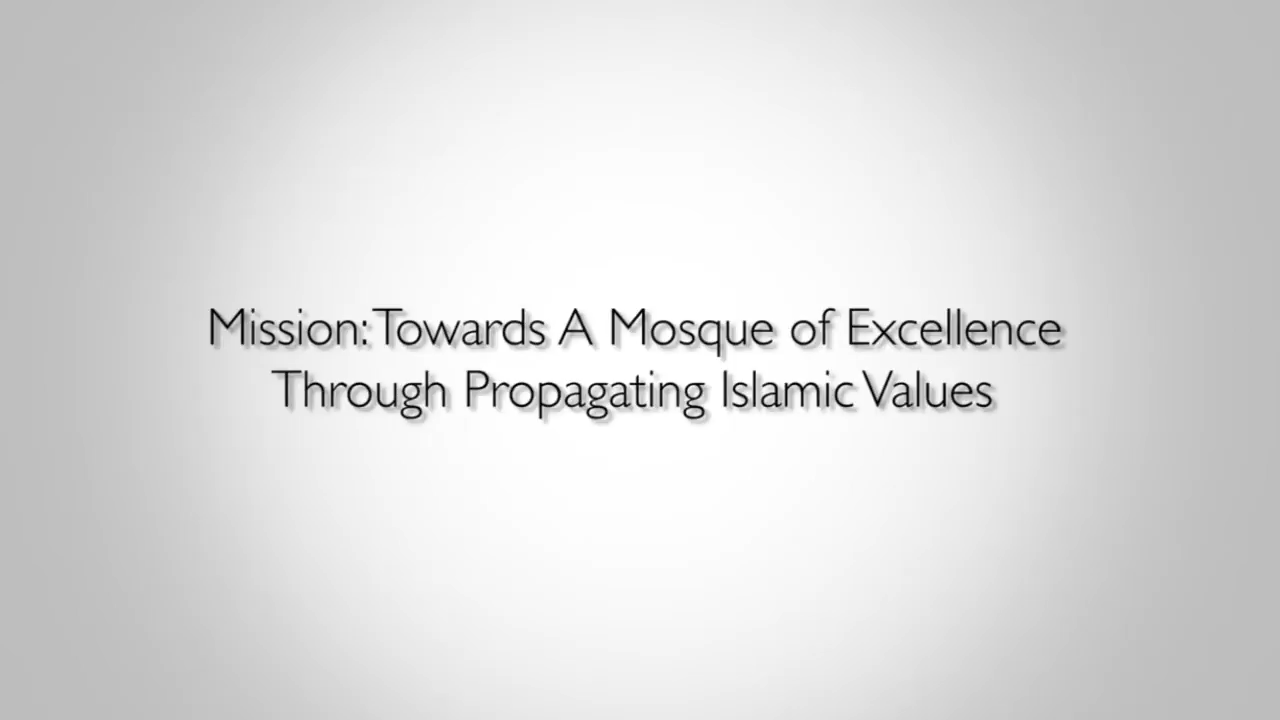 Mission: Towards A Mosque of Excellence
Through Propagating Islamic Values